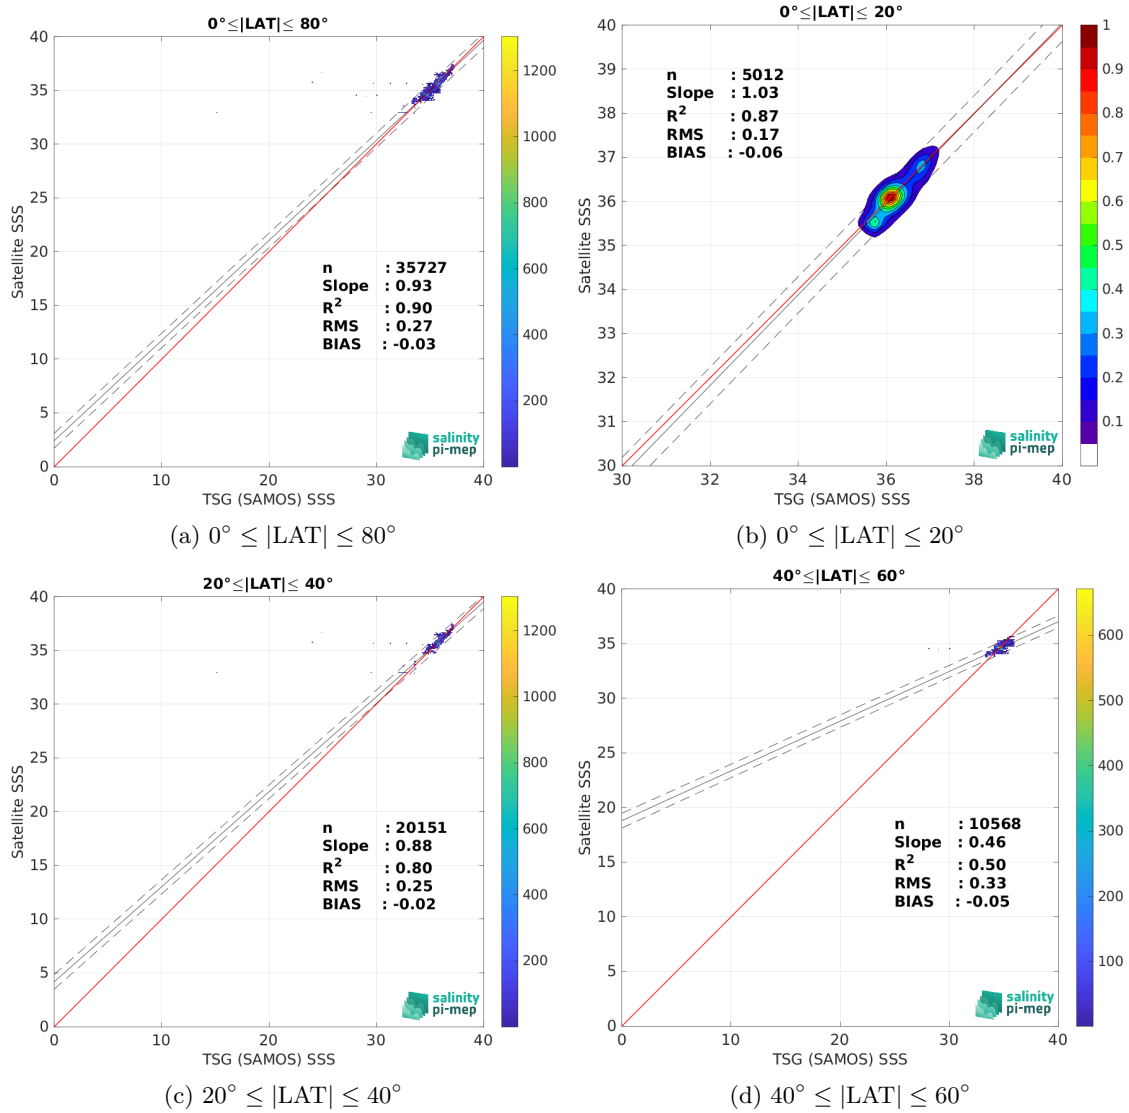 0°≤|LAT|≤ 80°
40
35
30
25
20
15
10
5
0
Satellite SSS
n : 35727
Slope : 0.93
R² : 0.90
RMS : 0.27
BIAS : -0.03
salinity
pi-mep
0 10 20 30 40
TSG (SAMOS) SSS
1200
1000
800
600
400
200
(a) 0° ≤ |LAT| ≤ 80°
0°≤|LAT|≤ 20°
40
39
38
37
36
35
34
33
32
31
30
Satellite SSS
n : 5012
Slope : 1.03
R² : 0.87
RMS : 0.17
BIAS : -0.06
salinity
pi-mep
30 32 34 36 38 40
TSG (SAMOS) SSS
1
0.9
0.8
0.7
0.6
0.5
0.4
0.3
0.2
0.1
(b) 0° ≤ |LAT| ≤ 20°
20°≤|LAT|≤ 40°
40
35
30
25
20
15
10
5
0
Satellite SSS
n : 20151
Slope : 0.88
R² : 0.80
RMS : 0.25
BIAS : -0.02
salinity
pi-mep
0 10 20 30 40
TSG (SAMOS) SSS
1200
1000
800
600
400
200
(c) 20° ≤ |LAT| ≤ 40°
40°≤|LAT|≤ 60°
40
35
30
25
20
15
10
5
0
Satellite SSS
n : 10568
Slope : 0.46
R² : 0.50
RMS : 0.33
BIAS : -0.05
salinity
pi-mep
0 10 20 30 40
TSG (SAMOS) SSS
600
500
400
300
200
100
(d) 40° ≤ |LAT| ≤ 60°